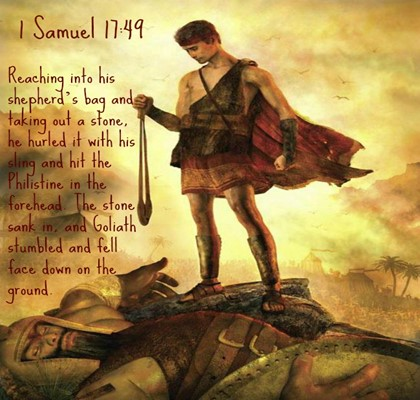 1 Samuel 17:49
Reaching into his
shepherd's bag and
taking out a stone,
he hurled it with his
sling and hit the
Philistine in the
forehead. The stone
sank in, and Goliath
stumbled and fell
face down on the
ground.